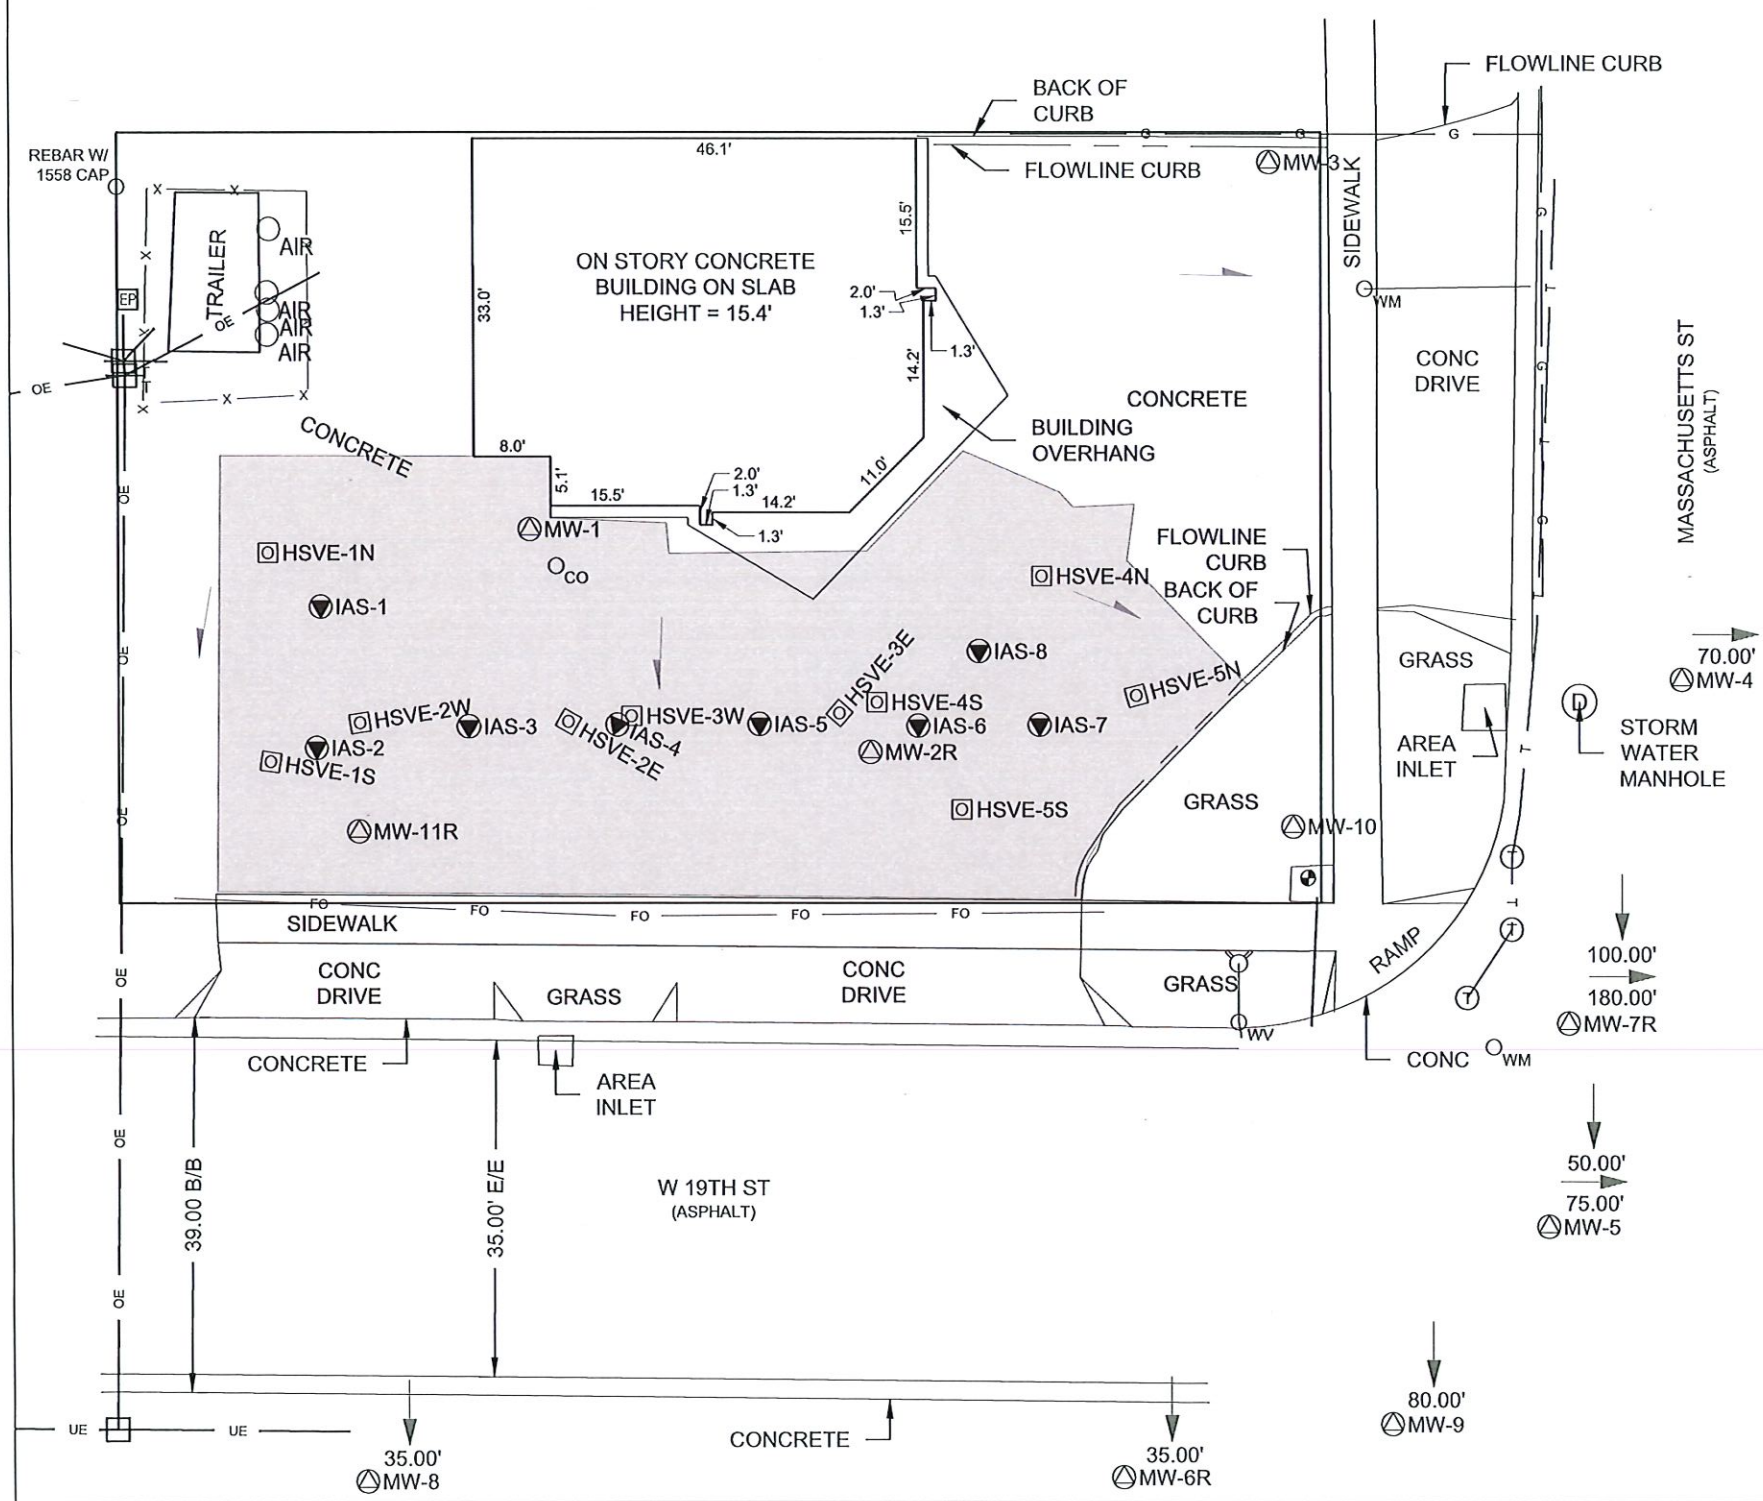 FLOWLINE CURB
BACK OF
CURB
REBAR W/
1558 CAP
46.1'
G
G
G
FLOWLINE CURB
MW-3
SIDEWALK
X
X
X
X
X
X
X
X
TRAILER
AIR
AIR
AIR
AIR
EP
OE
OE
T
ON STORY CONCRETE
BUILDING ON SLAB
HEIGHT = 15.4'
33.0'
15.5'
2.0'
1.3'
1.3'
14.2'
WM
CONC
DRIVE
G
T
G
T
G
MASSACHUSETTS ST
(ASPHALT)
CONCRETE
CONCRETE
BUILDING
OVERHANG
8.0'
5.1'
15.5'
2.0'
1.3'
14.2'
1.3'
11.0'
OE
MW-1
CO
HSVE-1N
IAS-1
FLOWLINE
CURB
BACK OF
CURB
HSVE-4N
OE
IAS-8
HSVE-3E
HSVE-5N
GRASS
70.00'
MW-4
HSVE-2W
IAS-3
HSVE-3W
IAS-4
HSVE-2E
IAS-5
HSVE-4S
IAS-6
IAS-7
MW-2R
IAS-2
HSVE-1S
D
STORM
WATER
MANHOLE
AREA
INLET
T
OE
MW-11R
HSVE-5S
GRASS
MW-10
T
T
T
T
FO
FO
FO
FO
FO
SIDEWALK
RAMP
100.00'
180.00'
MW-7R
OE
CONC
DRIVE
GRASS
CONC
DRIVE
GRASS
WV
CONC
WM
CONCRETE
AREA
INLET
OE
39.00 B/B
35.00' E/E
W 19TH ST
(ASPHALT)
50.00'
75.00'
MW-5
OE
UE
UE
35.00'
MW-8
CONCRETE
35.00'
MW-6R
80.00'
MW-9